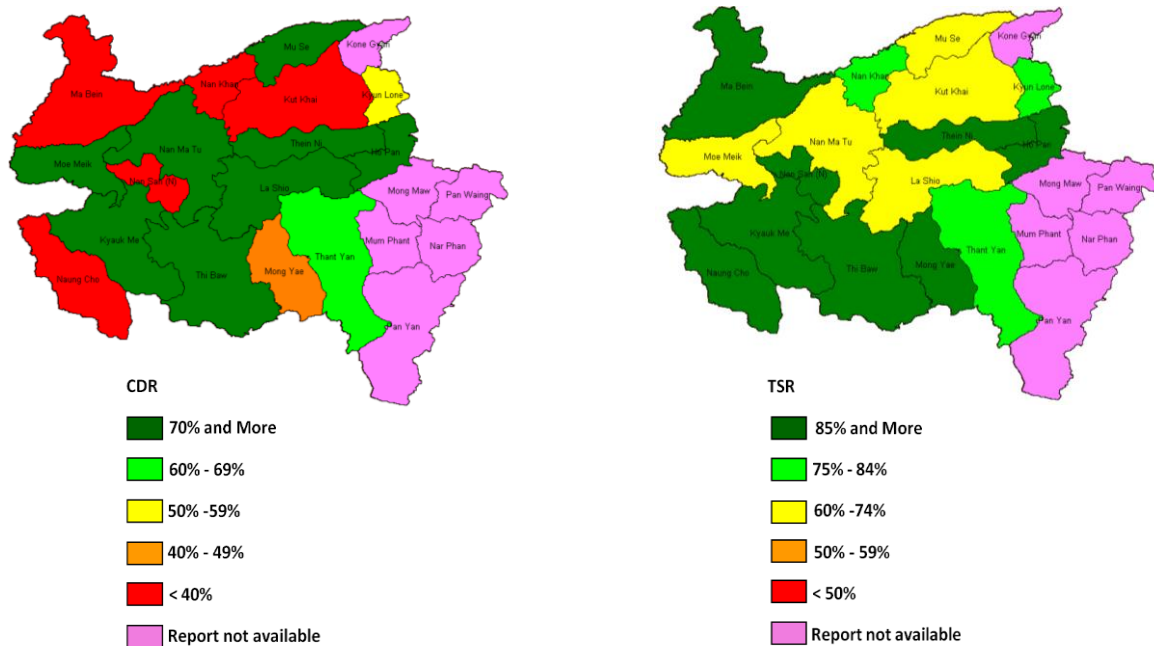 Mu Se
Kone Gyan
Ma Bein
Nan Khan
Kut Khai
Kyun Lone
Nan Ma Tu
Thein Ni
Ho Pan
Moe Meik
Nan San (N)
La Shio
Mong Maw
Pan Waing
Kyauk Me
Mum Phant
Nar Phan
Thant Yan
Naung Cho
Thi Baw
Mong Yae
Pan Yan
CDR
70% and More
60% - 69%
50% -59%
40% - 49%
< 40%
Report not available
Mu Se
Kone Gyan
Ma Bein
Nan Khan
Kut Khai
Kyun Lone
Thein Ni
Ho Pan
Nan Ma Tu
Moe Meik
Nan San (N)
La Shio
Mong Maw
Pan Waing
Kyauk Me
Mum Phant
Nar Phan
Thant Yan
Naung Cho
Thi Baw
Mong Yae
Pan Yan
TSR
85% and More
75% - 84%
60% -74%
50% - 59%
< 50%
Report not available